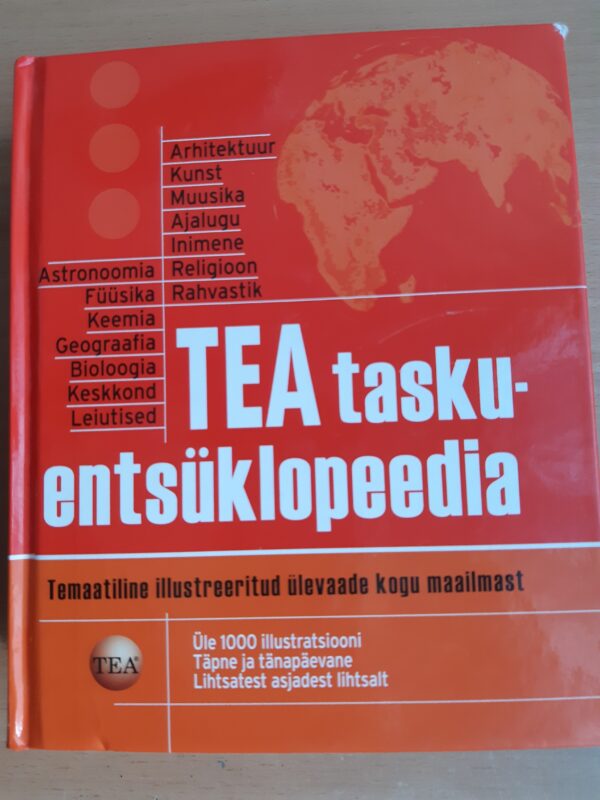 Arhitektuur
Kunst
Muusika
Ajalugu
Inimene
Religioon
Rahvastik
Astronoomia
Füüsika
Keemia
Geograafia
Bioloogia
Keskkond
Leiutised
TEA tasku-
entsüklopeedia
Temaatiline illustreeritud ülevaade kogu maailmast
TEA®
Üle 1000 illustratsiooni
Täpne ja tänapäevane
Lihtsatest asjadest lihtsalt